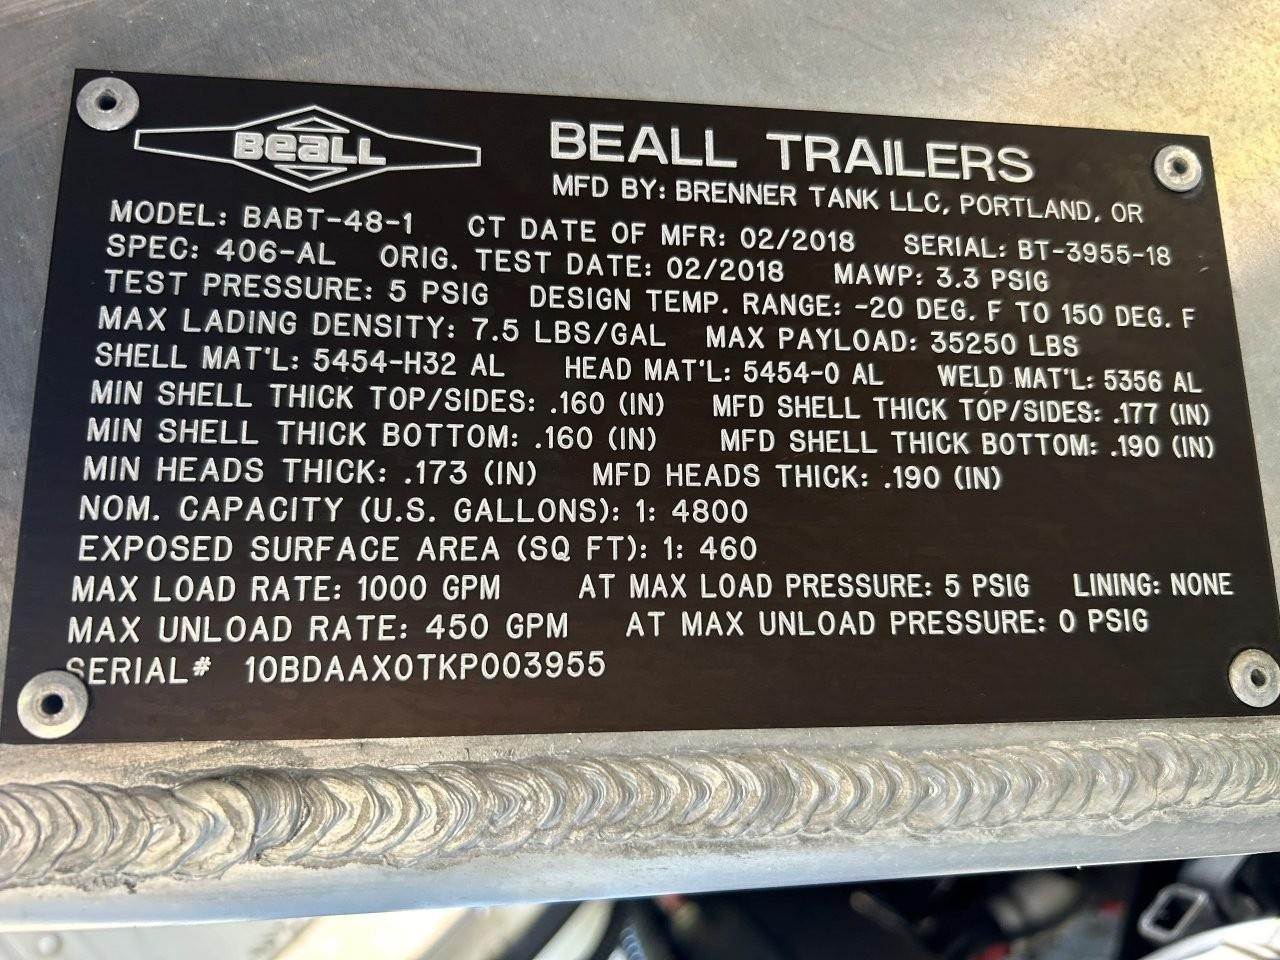 BEALL
BEALL TRAILERS
MFD BY: BRENNER TANK LLC, PORTLAND, OR
MODEL: BABT-48-1 CT DATE OF MFR: 02/2018 SERIAL: BT-3955-18
SPEC: 406-AL ORIG. TEST DATE: 02/2018 MAWP: 3.3 PSIG
TEST PRESSURE: 5 PSIG DESIGN TEMP. RANGE: -20 DEG. F TO 150 DEG. F
MAX LADING DENSITY: 7.5 LBS/GAL MAX PAYLOAD: 35250 LBS
SHELL MAT'L: 5454-H32 AL HEAD MAT'L: 5454-0 AL WELD MAT'L: 5356 AL
MIN SHELL THICK TOP/SIDES: .160 (IN) MFD SHELL THICK TOP/SIDES: .177 (IN)
MIN SHELL THICK BOTTOM: .160 (IN) MFD SHELL THICK BOTTOM: .190 (IN)
MIN HEADS THICK: .173 (IN) MFD HEADS THICK: .190 (IN)
NOM. CAPACITY (U.S. GALLONS): 1: 4800
EXPOSED SURFACE AREA (SQ FT): 1: 460
MAX LOAD RATE: 1000 GPM AT MAX LOAD PRESSURE: 5 PSIG LINING: NONE
MAX UNLOAD RATE: 450 GPM AT MAX UNLOAD PRESSURE: 0 PSIG
SERIAL# 10BDAAX0TKP003955